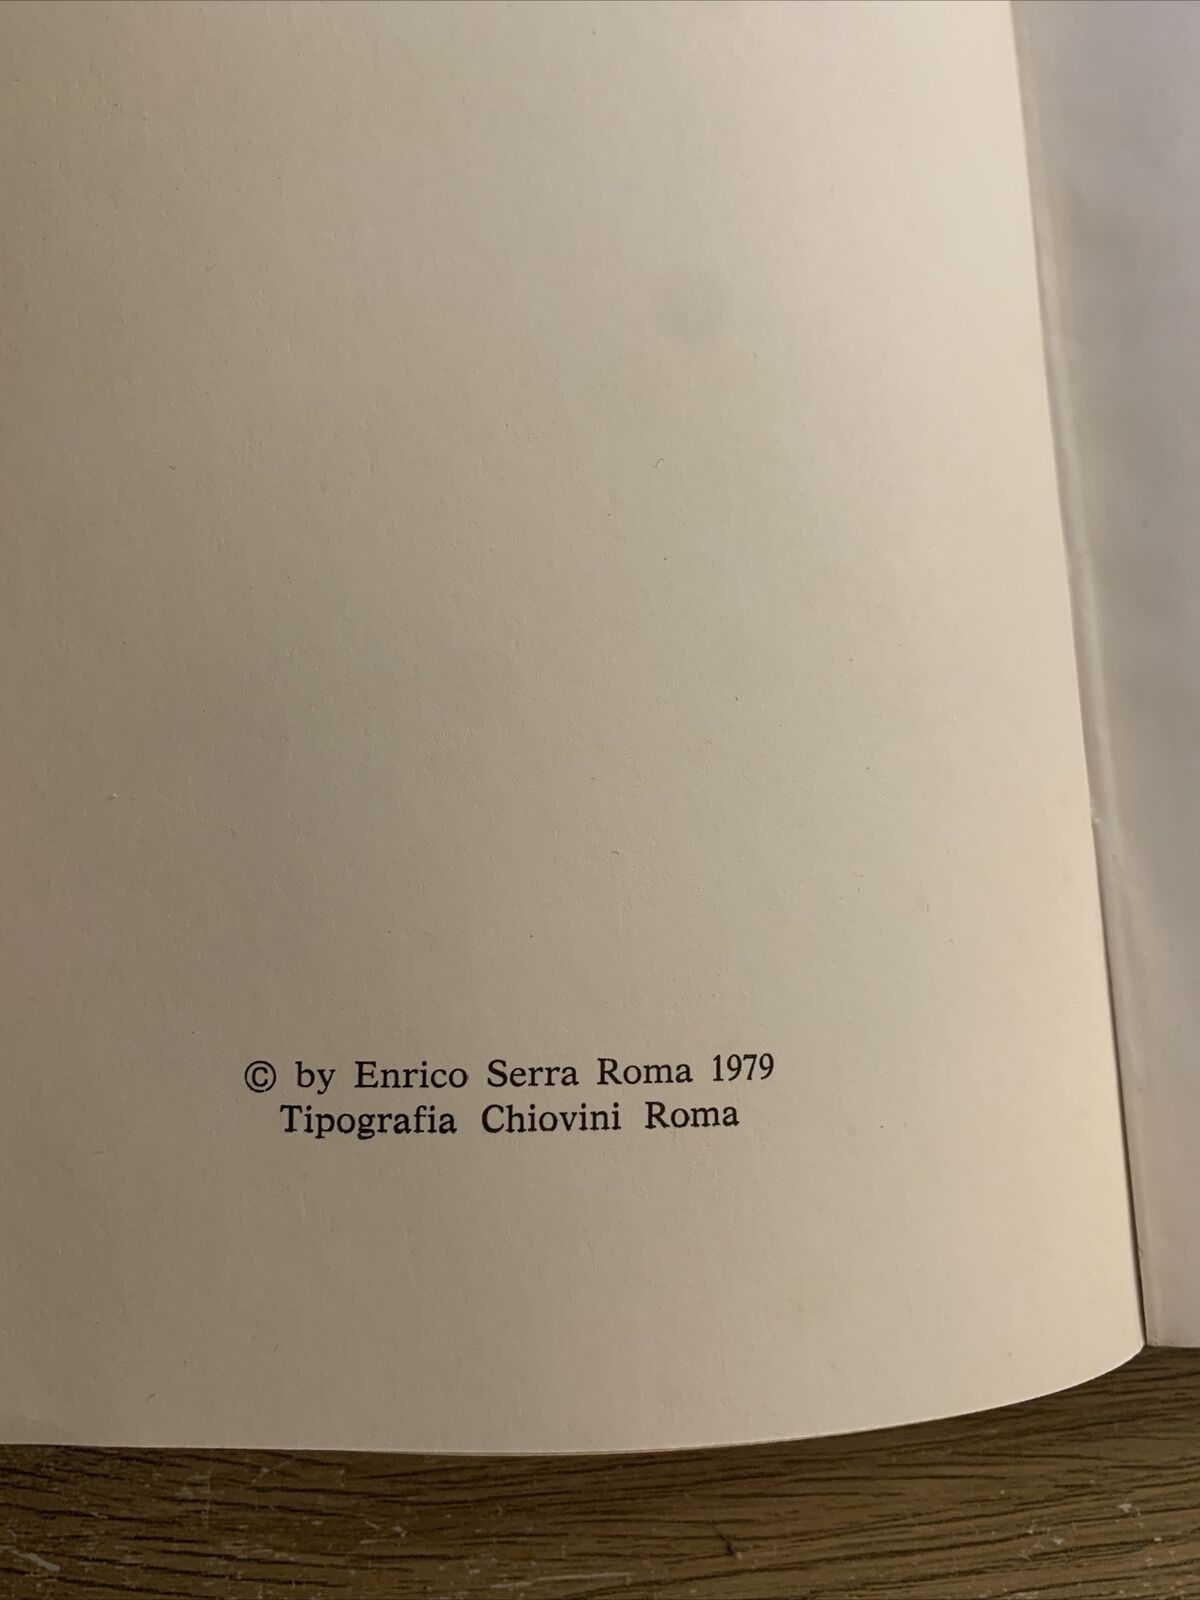 © by Enrico Serra Roma 1979
Tipografia Chiovini Roma